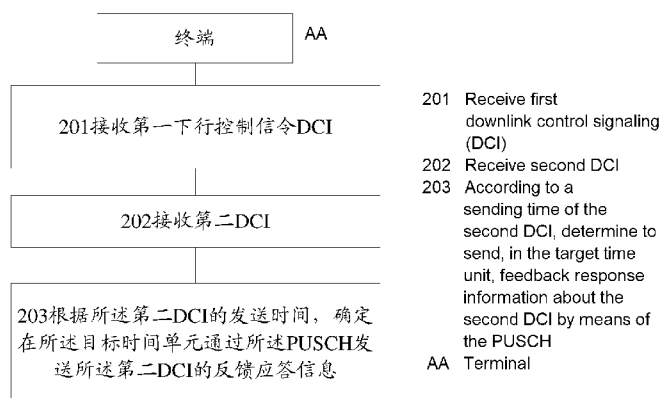 终端
AA
201接收第一下行控制信令DCI
202接收第二DCI
203根据所述第二DCI的发送时间，确定
在所述目标时间单元通过所述PUSCH发
送所述第二DCI的反馈应答信息
201 Receive first
downlink control signaling
(DCI)
202 Receive second DCI
203 According to a
sending time of the
second DCI, determine to
send, in the target time
unit, feedback response
information about the
second DCI by means of
the PUSCH
AA Terminal